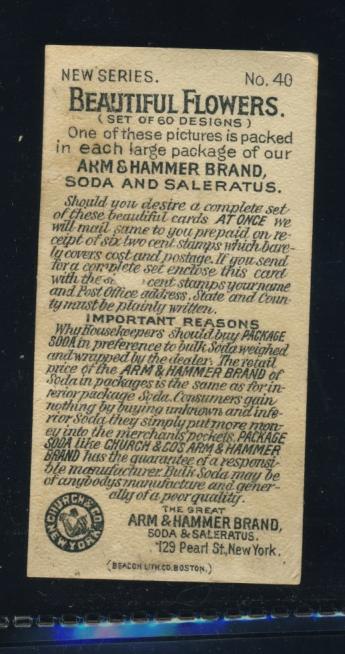 NEW SERIES. No. 40
BEAUTIFUL FLOWERS.
(SET OF 60 DESIGNS)
One of these pictures is packed
in each large package of our
ARM & HAMMER BRAND,
SODA AND SALERATUS.
Should you desire a complete set
of these beautiful cards AT ONCE we
will mail same to you prepaid on re-
ceipt of six two cent stamps which bare-
ly covers cost and postage. If you send
for a complete set enclose this card
with the cent stamps your name
and Post Office address. State and Coun-
ty must be plainly written.
IMPORTANT REASONS
Why Housekeepers should buy PACKAGE
SODA in preference to bulk Soda weighed
and wrapped by the dealer. The retail
price of the ARM & HAMMER BRAND of
Soda in packages is the same as for in-
ferior package Soda. Consumers gain
nothing by buying unknown and infe-
rior Soda they simply put more mon-
ey into the merchants pockets. PACKAGE
SODA like CHURCH & CO'S ARM & HAMMER
BRAND has the guarantee of a responsi-
ble manufacturer. Bulk Soda may be
of anybodys manufacture and gener-
ally of a poor quality.
THE GREAT
ARM & HAMMER BRAND,
SODA & SALERATUS.
129 Pearl St, New York.
CHURCH & CO.
NEW YORK
(BEACON LITH. CO. BOSTON.)